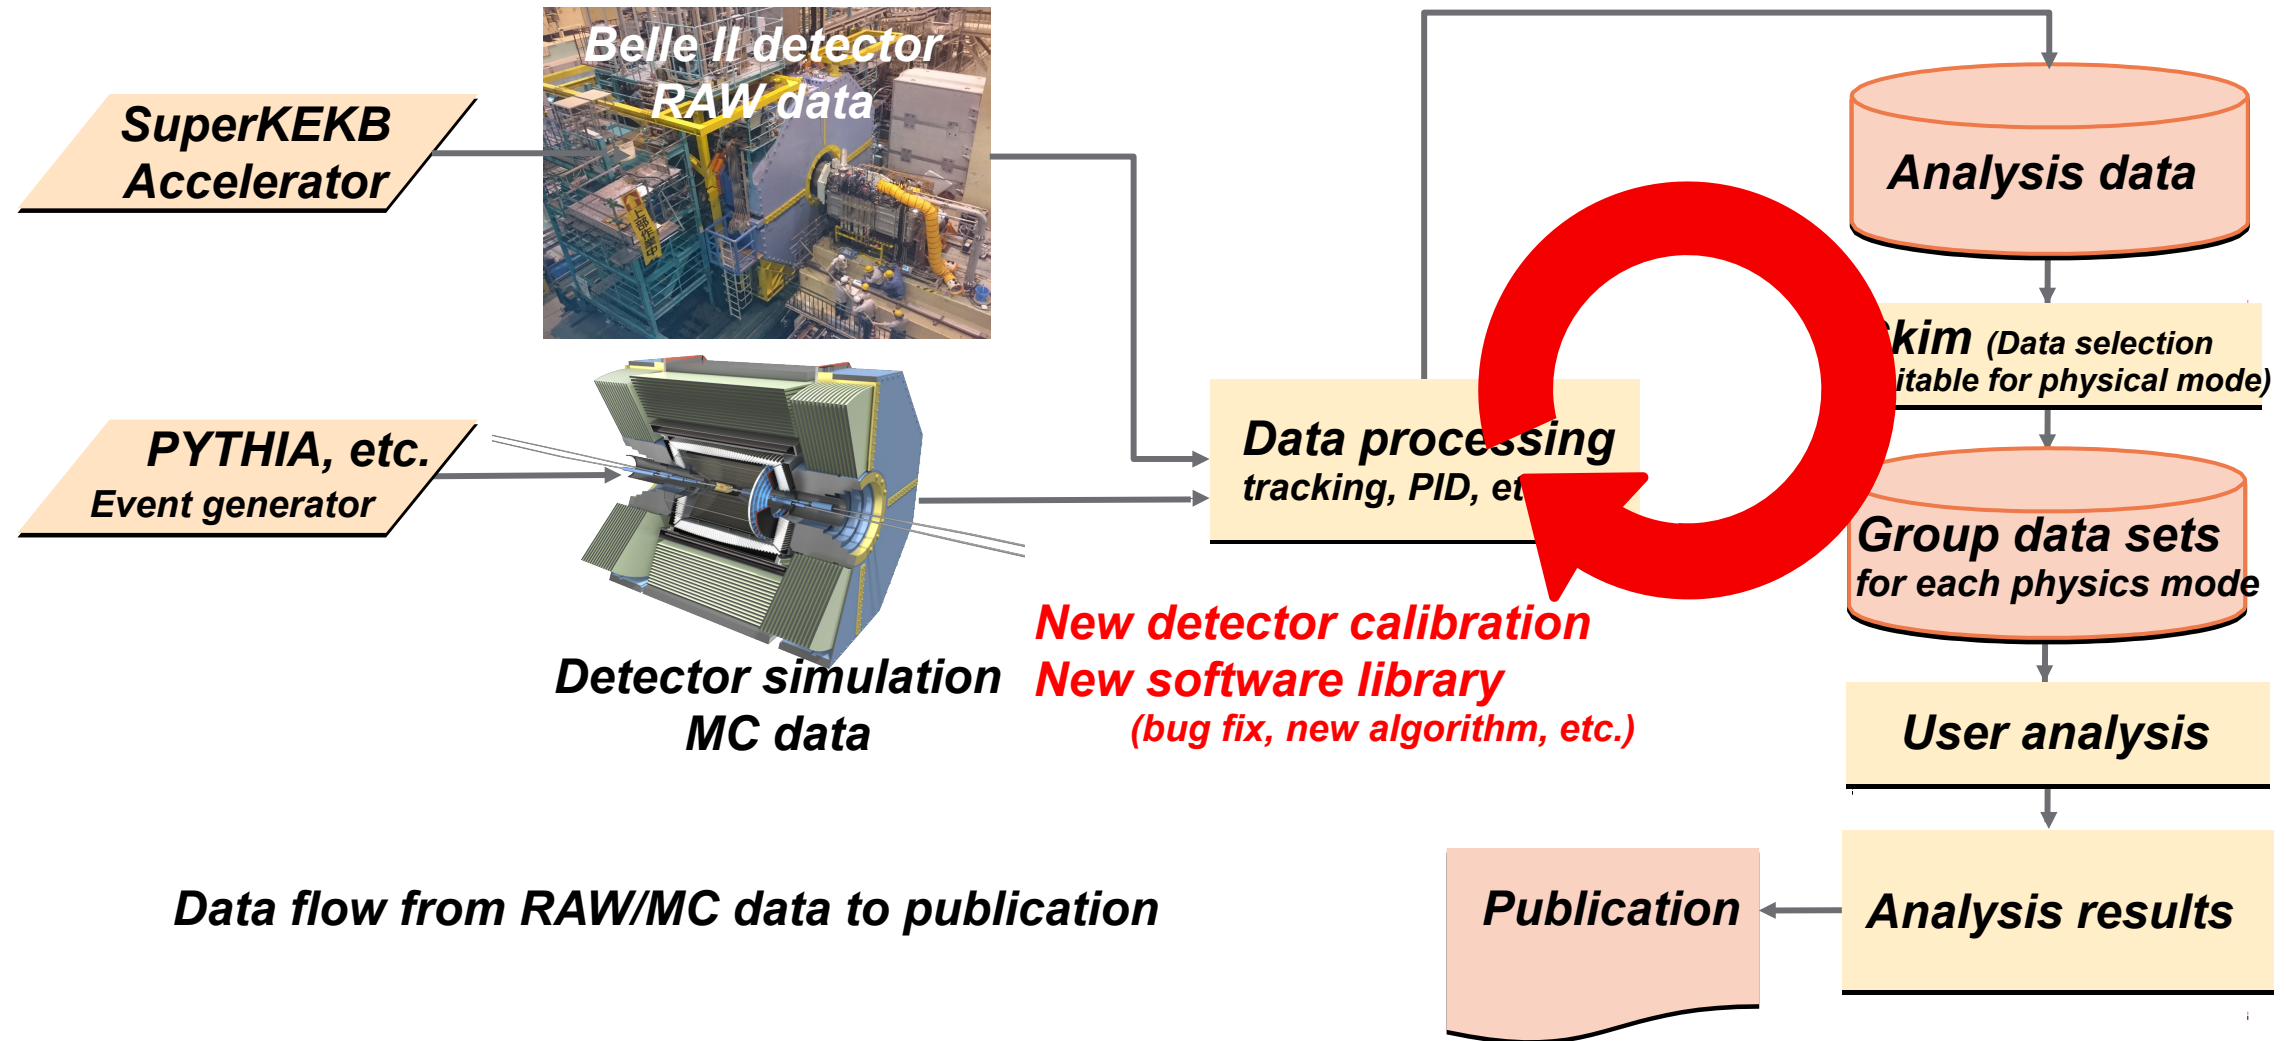 Belle II detector
RAW data
SuperKEKB
Accelerator
PYTHIA, etc.
Event generator
Detector simulation
MC data
Data processing
tracking, PID,
New detector calibration
New software library
(bug fix, new algorithm, etc.)
Analysis data
(Data selection
for physical mode)
Group data sets
for each physics mode
User analysis
Analysis results
Publication
Data flow from RAW/MC data to publication